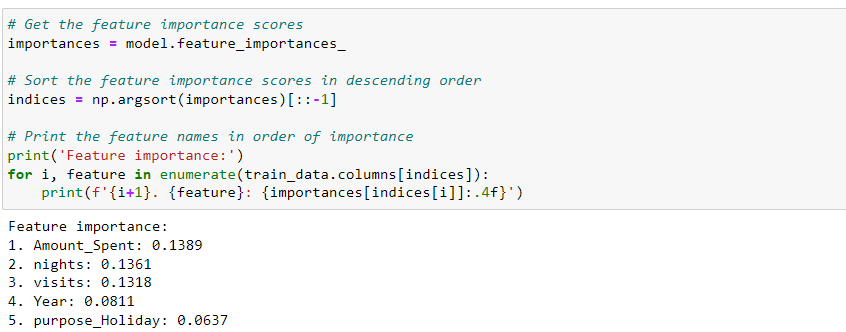 # Get the feature importance scores
importances = model.feature_importances_
# Sort the feature importance scores in descending order
indices = np.argsort(importances)[::-1]
# Print the feature names in order of importance
print('Feature importance:')
for i, feature in enumerate(train_data.columns[indices]):
    print(f'{i+1}. {feature}: {importances[indices[i]]:.4f}')
Feature importance:
1. Amount_Spent: 0.1389
2. nights: 0.1361
3. visits: 0.1318
4. Year: 0.0811
5. purpose_Holiday: 0.0637